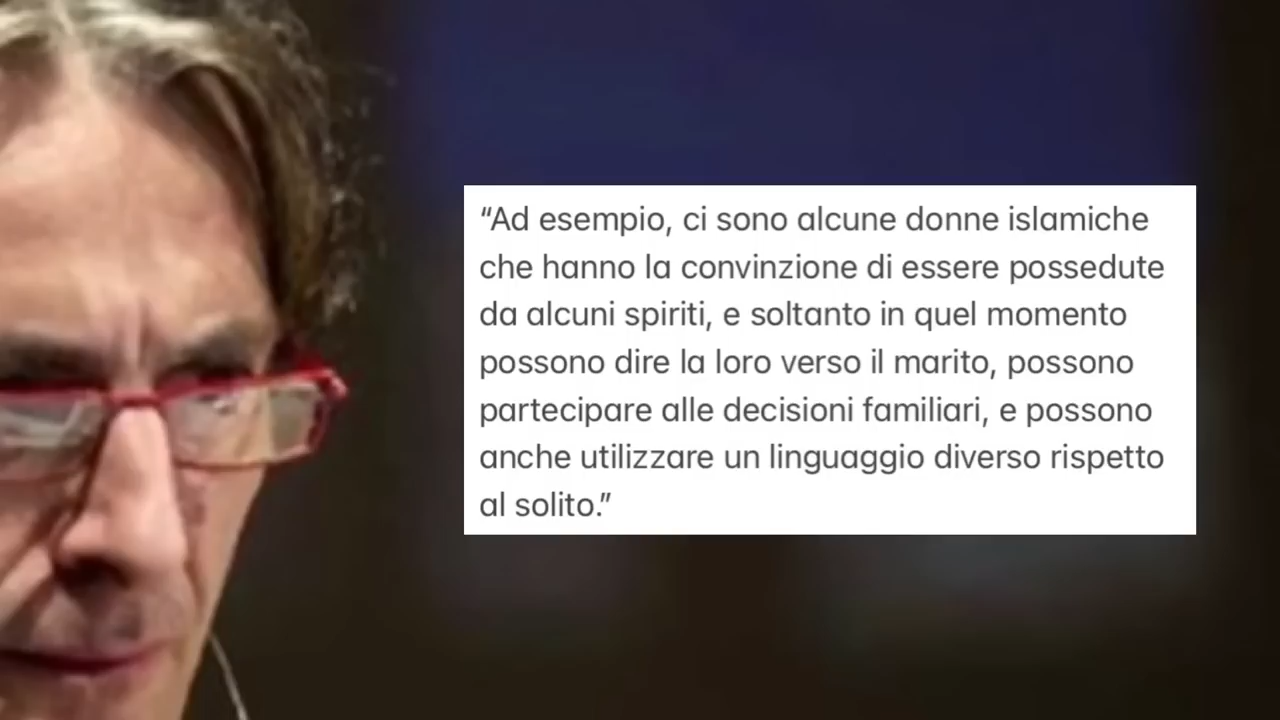 “Ad esempio, ci sono alcune donne islamiche
che hanno la convinzione di essere possedute
da alcuni spiriti, e soltanto in quel momento
possono dire la loro verso il marito, possono
partecipare alle decisioni familiari, e possono
anche utilizzare un linguaggio diverso rispetto
al solito.”